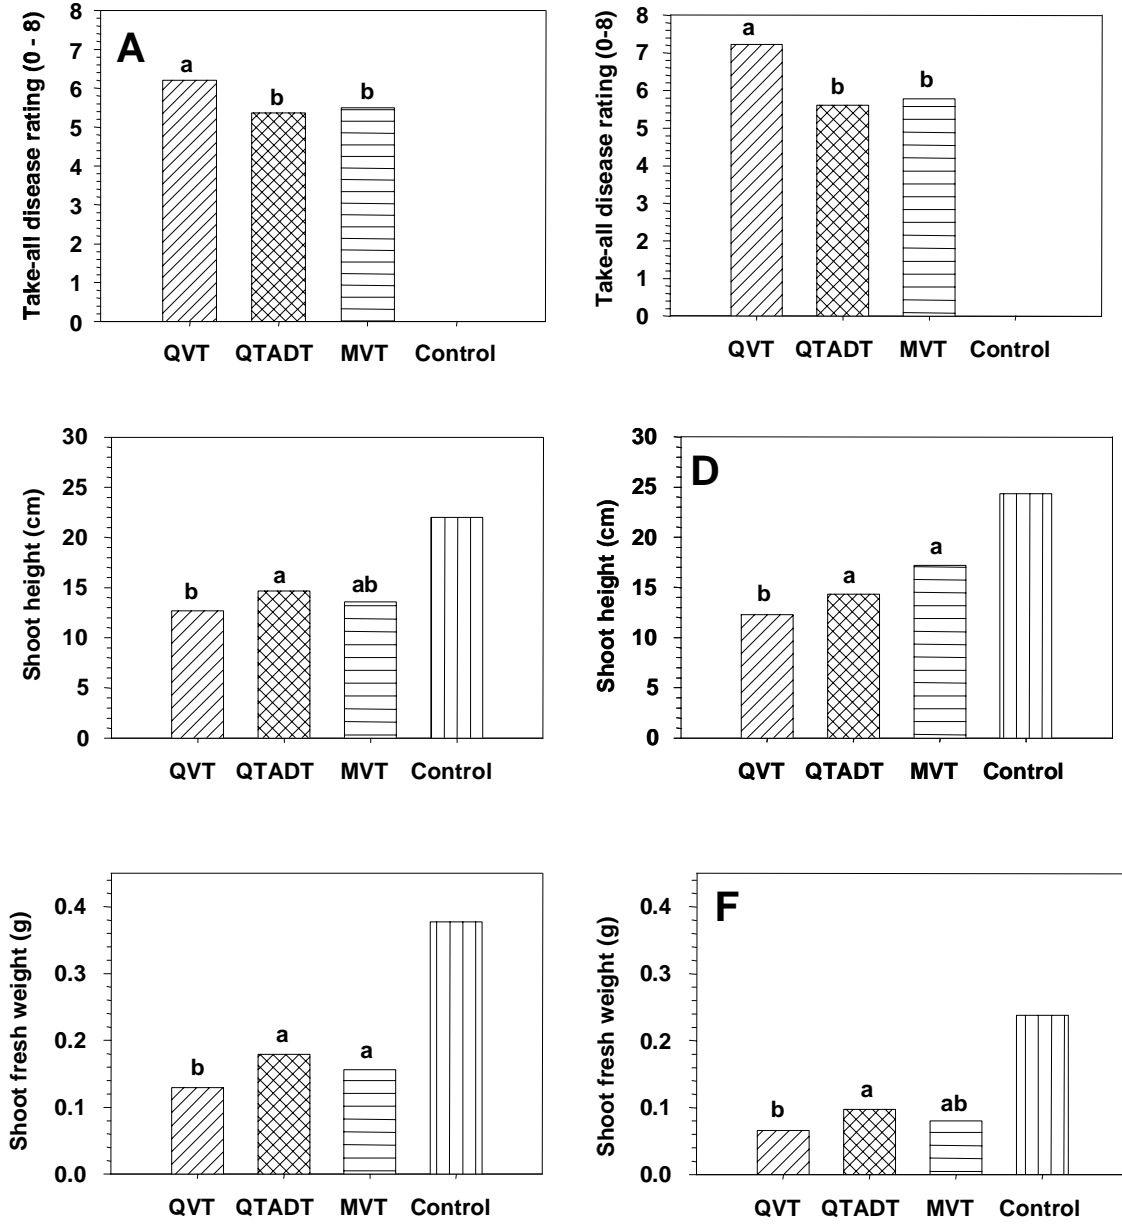 Take-all disease rating (0 - 8)
8
7
6
5
4
3
2
1
0
A
a
b
b
QVT QTADT MVT Control
Take-all disease rating (0-8)
8
7
6
5
4
3
2
1
0
a
b
b
QVT QTADT MVT Control
Shoot height (cm)
30
25
20
15
10
5
0
b
a
ab
QVT QTADT MVT Control
Shoot height (cm)
30
25
20
15
10
5
0
D
b
a
a
QVT QTADT MVT Control
Shoot fresh weight (g)
0.4
0.3
0.2
0.1
0.0
b
a
a
QVT QTADT MVT Control
Shoot fresh weight (g)
0.4
0.3
0.2
0.1
0.0
F
b
a
ab
QVT QTADT MVT Control